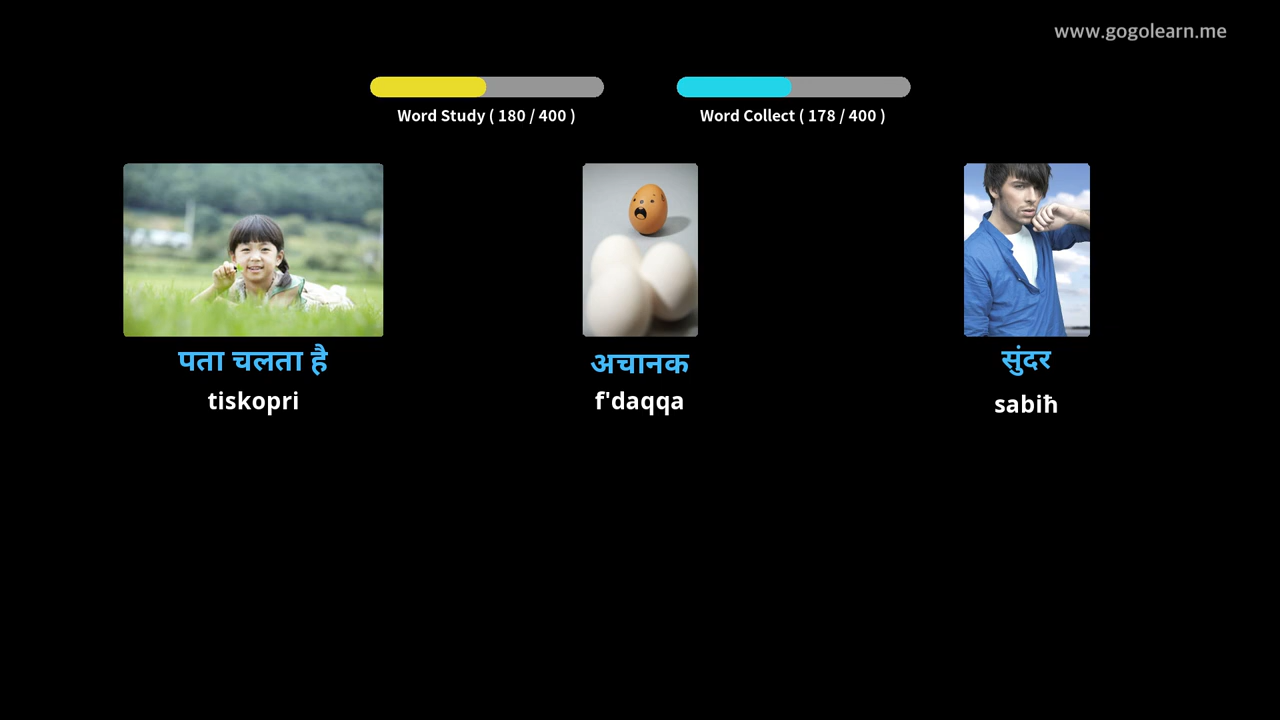 www.gogolearn.me
Word Study ( 180 / 400 )
Word Collect ( 178 / 400 )
पता चलता है
tiskopri
अचानक
f'daqqa
सुंदर
sabiħ